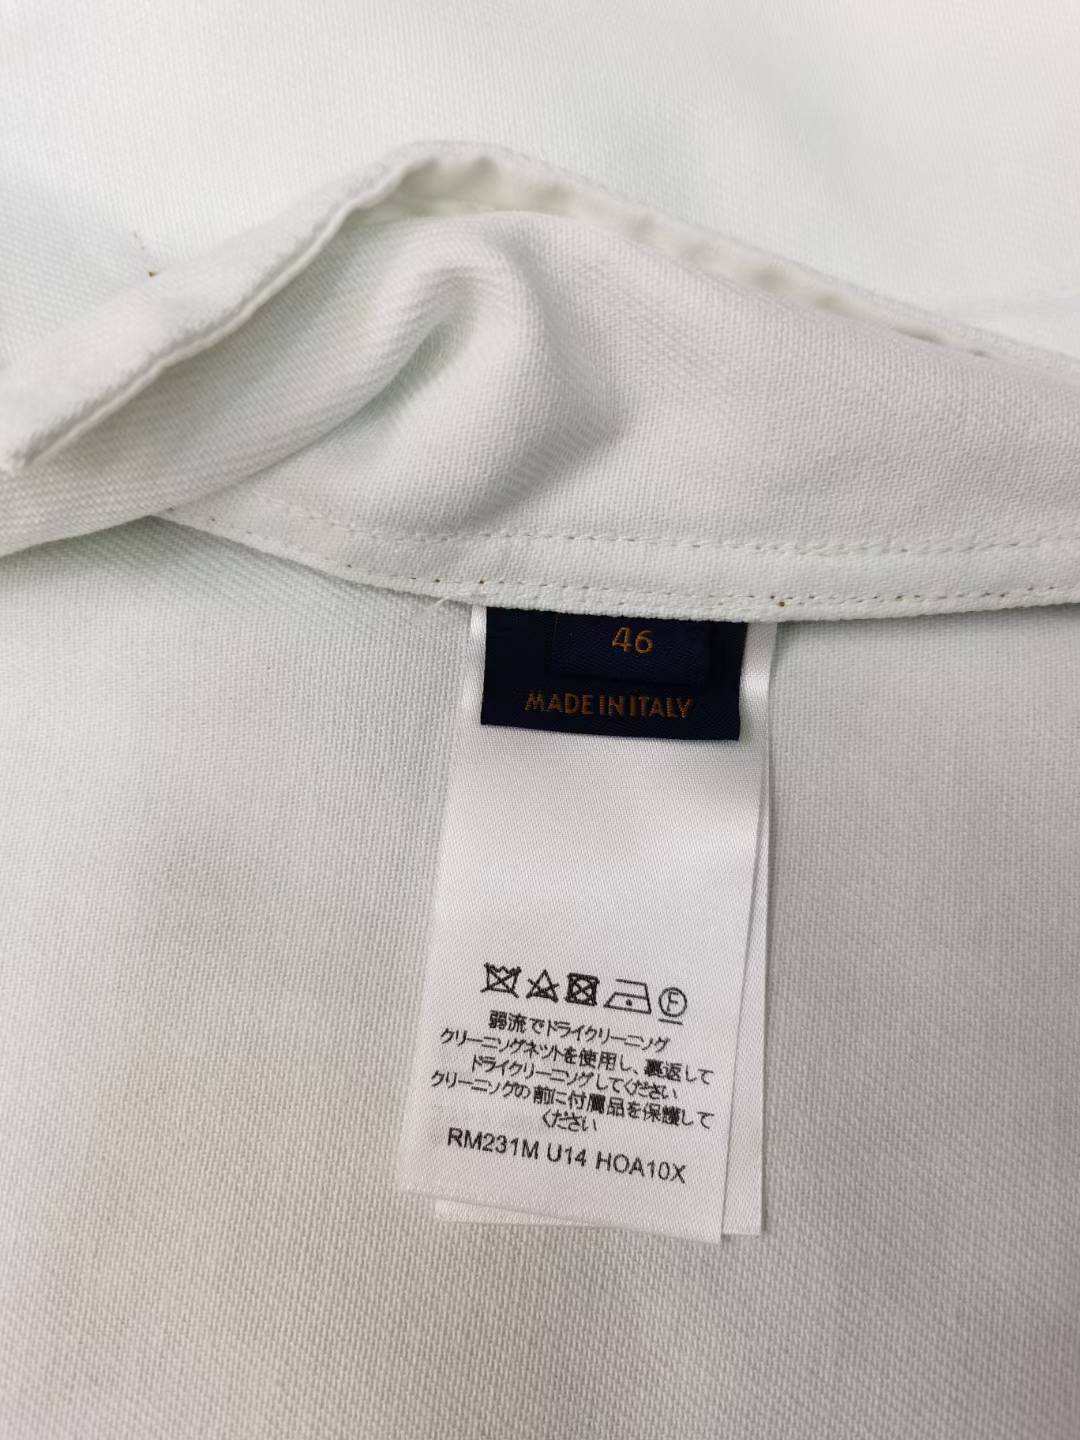 46
MADE IN ITALY
F
弱流でドライクリーニング
クリーニングネットを使用し、裏返して
ドライクリーニングしてください
クリーニングの前に付属品を保護して
ください
RM231M U14 HOA10X